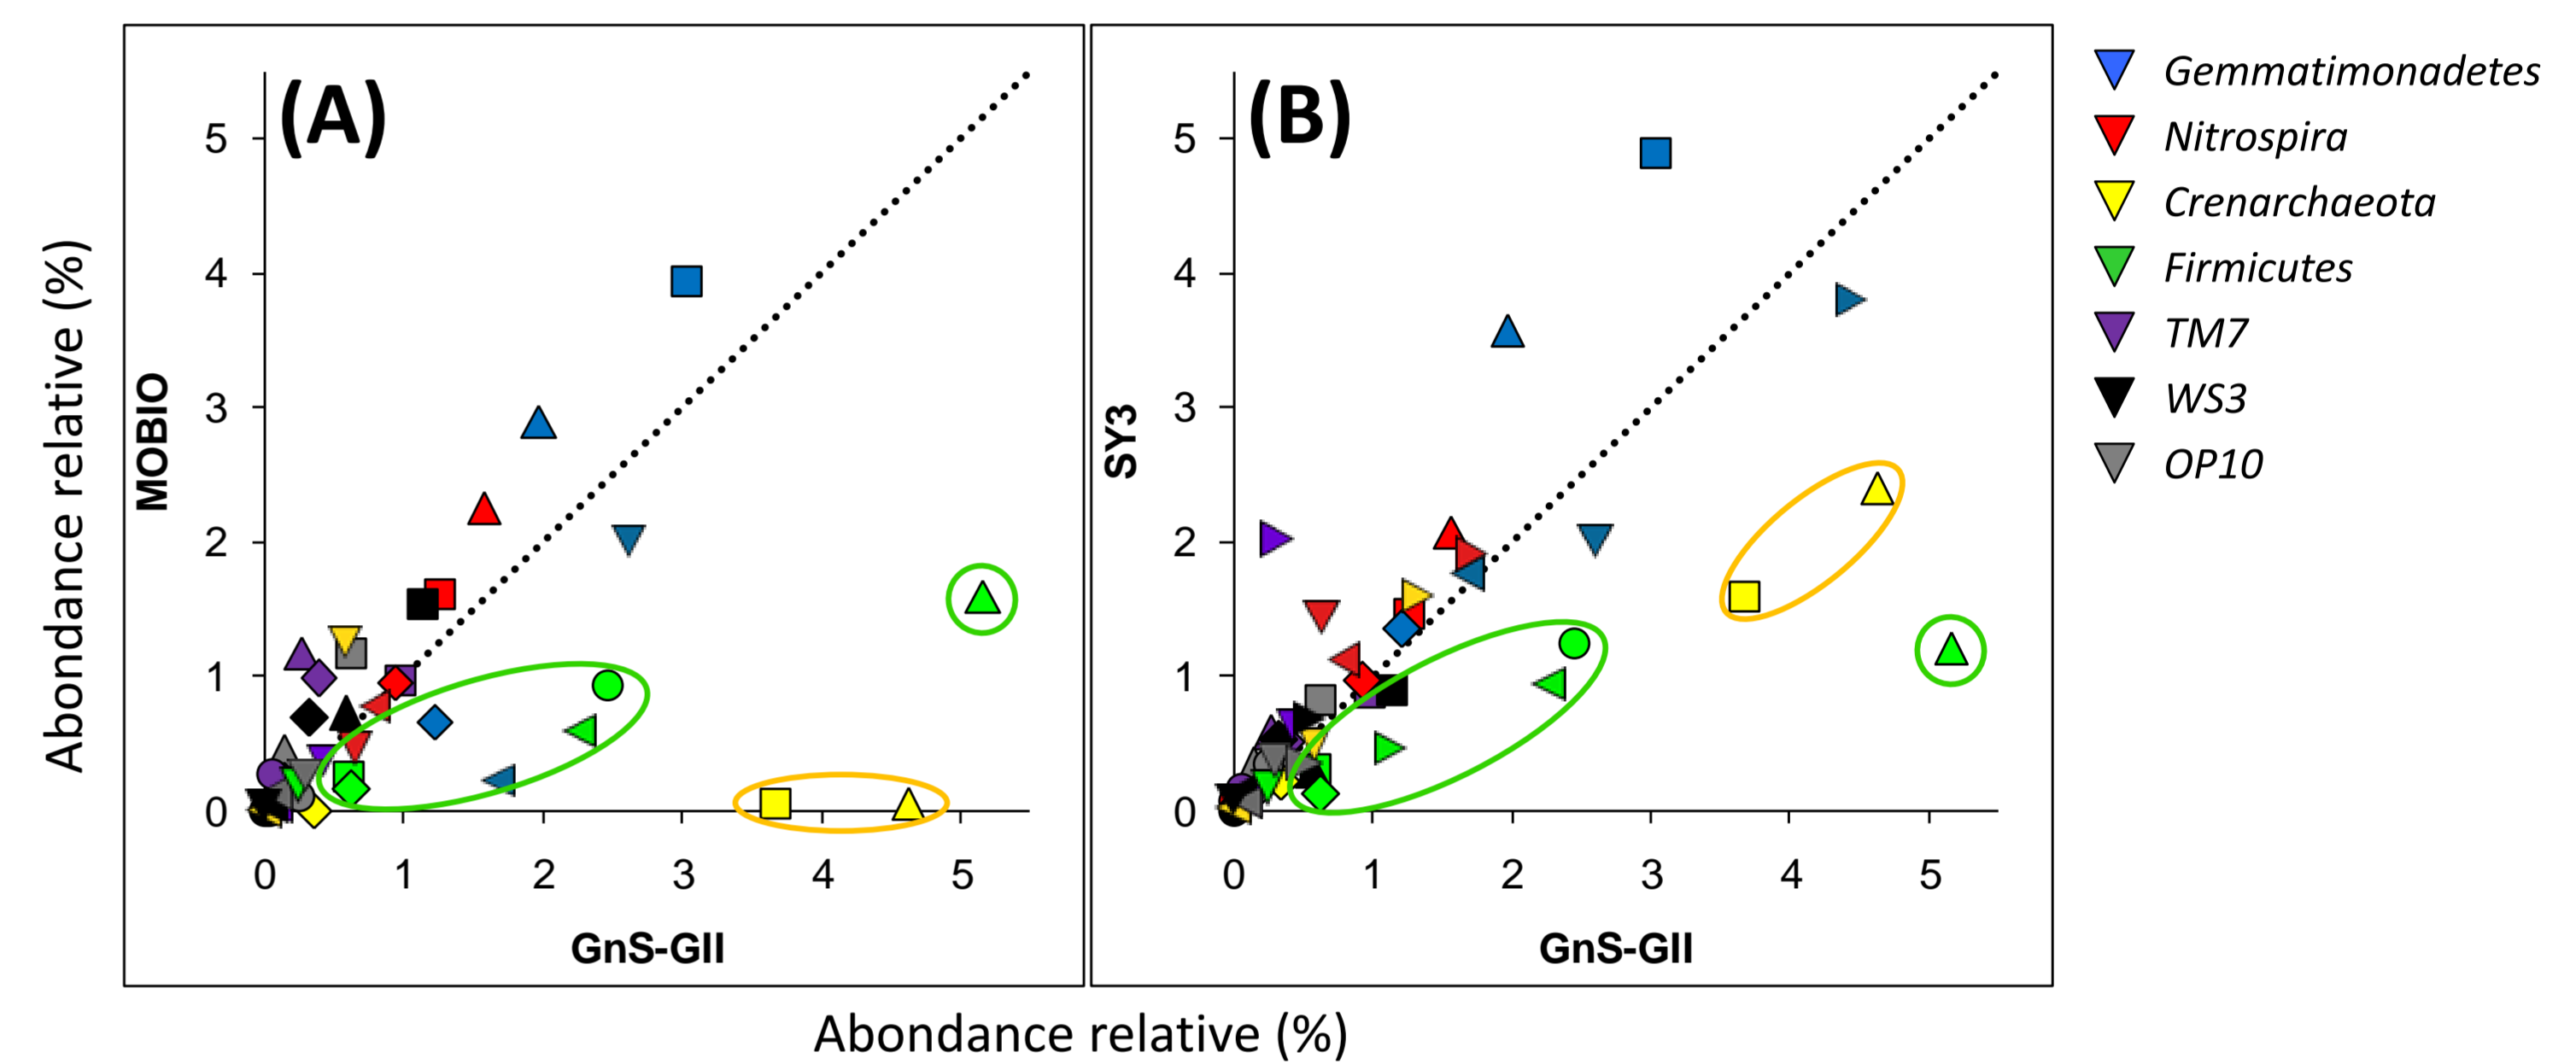 (A)
(B)
5
4
3
2
1
0
0 1 2 3 4 5
5
4
3
2
1
0
0 1 2 3 4 5
MOBIO
SY3
GnS-GII
GnS-GII
Abondance relative (%)
Abondance relative (%)
Gemmatimonadetes
Nitrospira
Crenarchaeota
Firmicutes
TM7
WS3
OP10